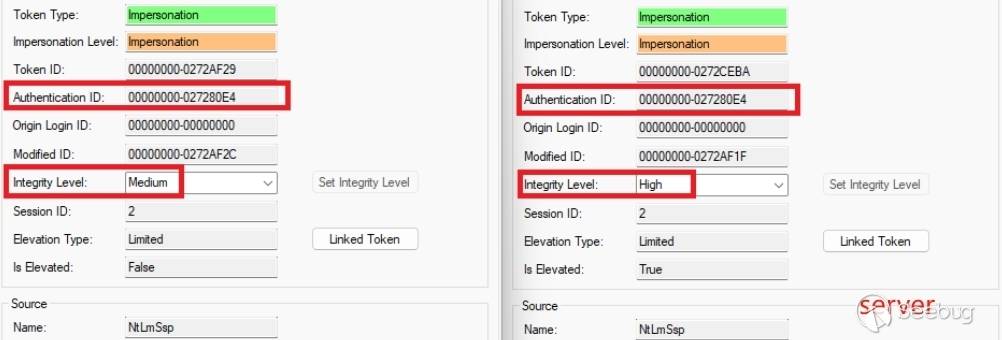 Token Type: Impersonation
Impersonation Level: Impersonation
Token ID: 00000000-0272AF29
Authentication ID: 00000000-027280E4
Origin Login ID: 00000000-00000000
Modified ID: 00000000-0272AF2C
Integrity Level: Medium Set Integrity Level
Session ID: 2
Elevation Type: Limited Linked Token
Is Elevated: False
Source
Name: NtLmSsp
Token Type: Impersonation
Impersonation Level: Impersonation
Token ID: 00000000-0272CEBA
Authentication ID: 00000000-027280E4
Origin Login ID: 00000000-00000000
Modified ID: 00000000-0272AF1F
Integrity Level: High Set Integrity Level
Session ID: 2
Elevation Type: Limited Linked Token
Is Elevated: True
Source
server
Name: NtLmSsp
seebug